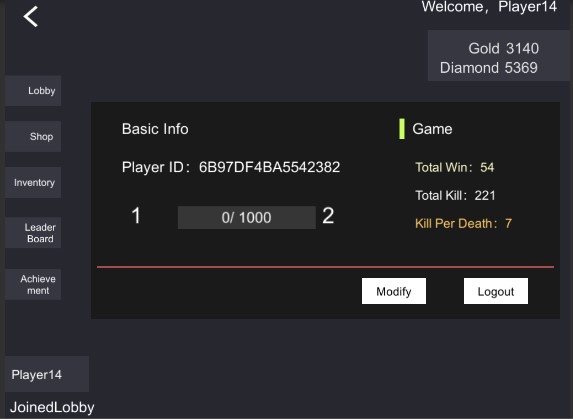 Welcome, Player14
Gold 3140
Diamond 5369
Lobby
Shop
Inventory
Leader
Board
Achieve
ment
Basic Info
Player ID: 6B97DF4BA5542382
1
0/ 1000
2
Game
Total Win: 54
Total Kill: 221
Kill Per Death: 7
Modify
Logout
Player14
JoinedLobby